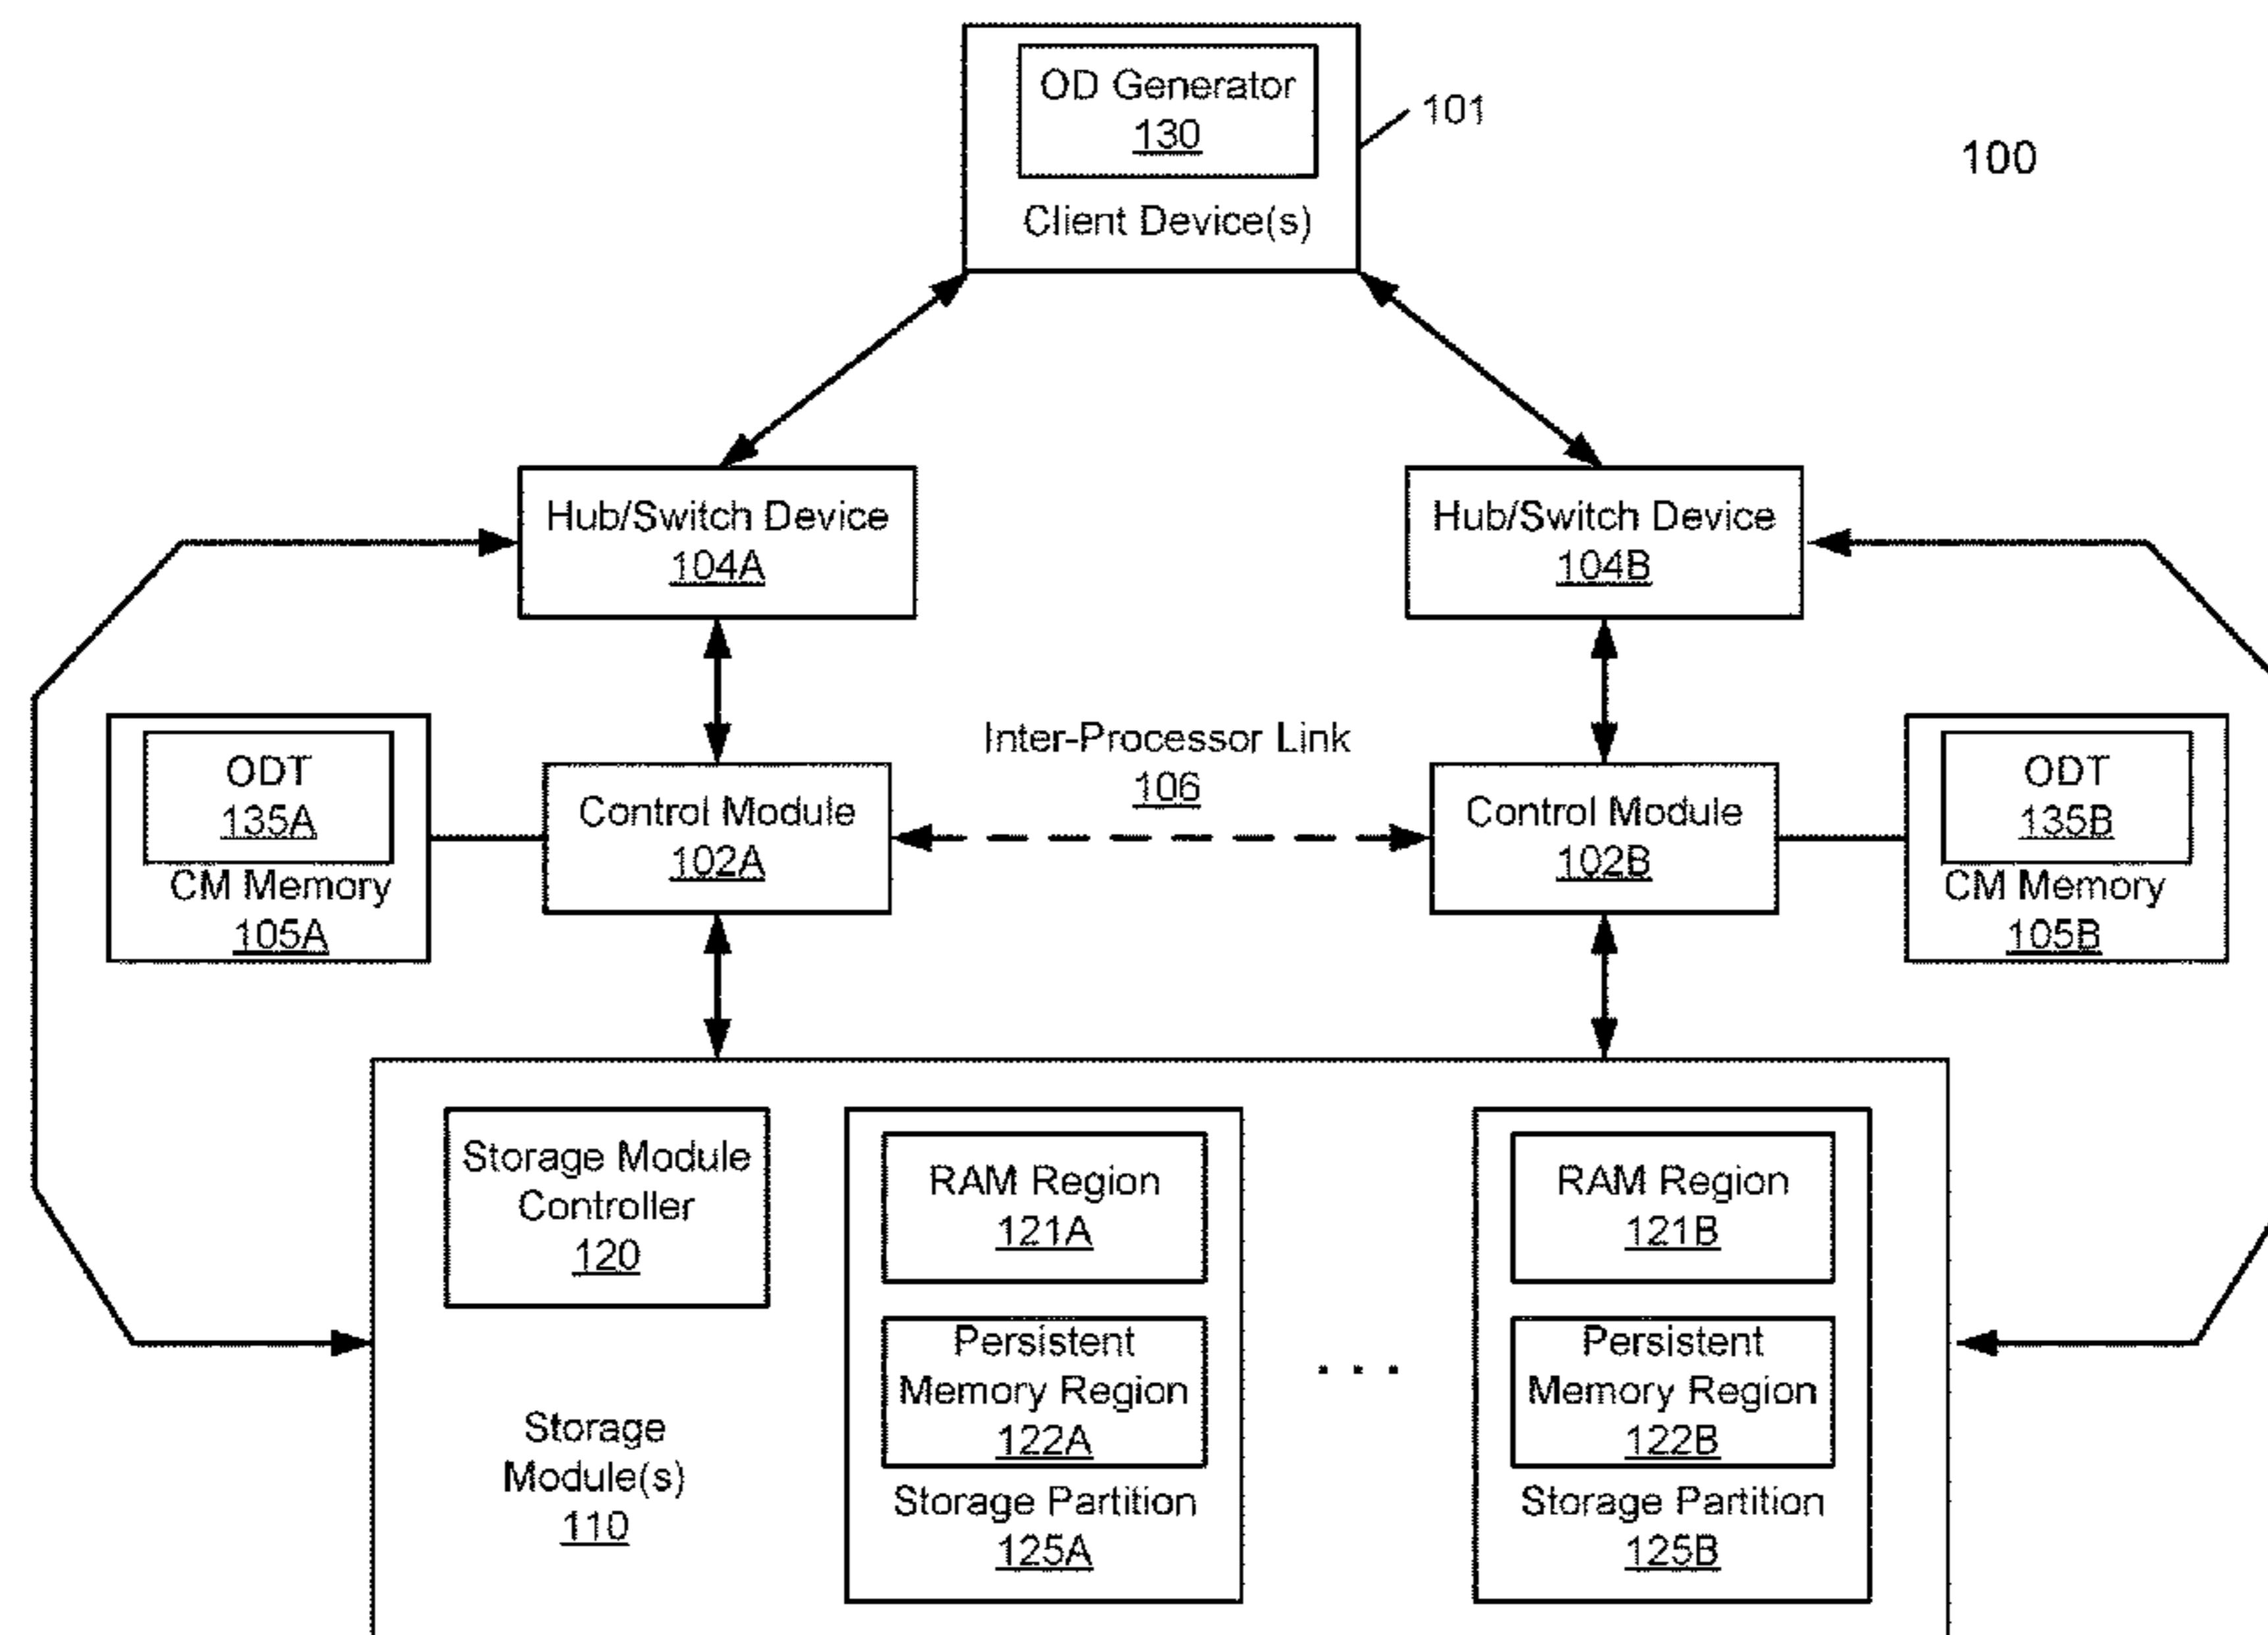 OD Generator
130
Client Device(s)
101
100
Hub/Switch Device
104A
Hub/Switch Device
104B
ODT
135A
CM Memory
105A
Control Module
102A
Inter-Processor Link
106
Control Module
102B
ODT
135B
CM Memory
105B
Storage Module
Controller
120
Storage
Module(s)
110
RAM Region
121A
Persistent
Memory Region
122A
Storage Partition
125A
. . .
RAM Region
121B
Persistent
Memory Region
122B
Storage Partition
125B